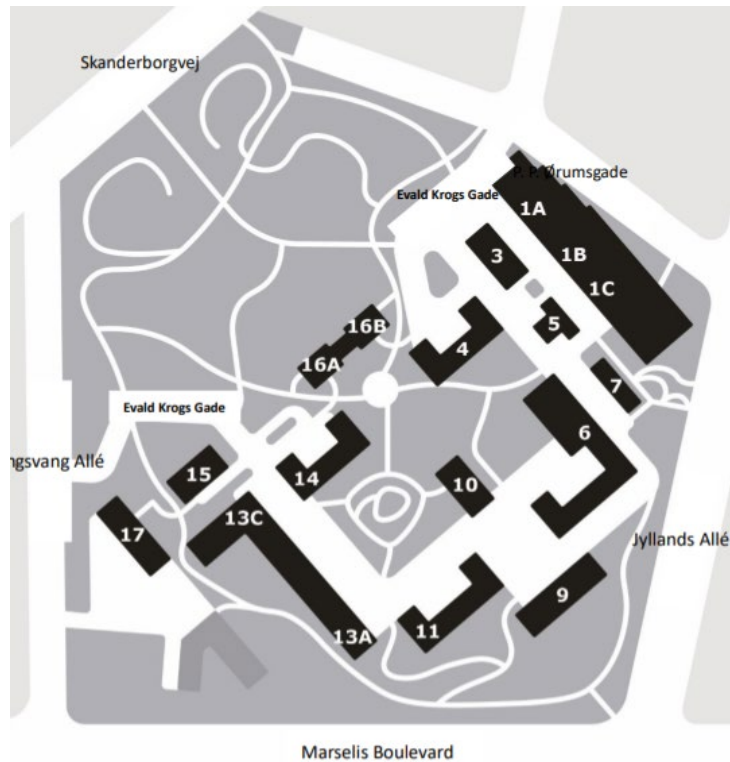 Skanderborgvej
P. P. Ørumsgade
Evald Krogs Gade
1A
1B
3
1C
5
16B
4
16A
7
Evald Krogs Gade
6
ngsvang Allé
15
14
10
13C
17
Jyllands Allé
9
11
13A
Marselis Boulevard